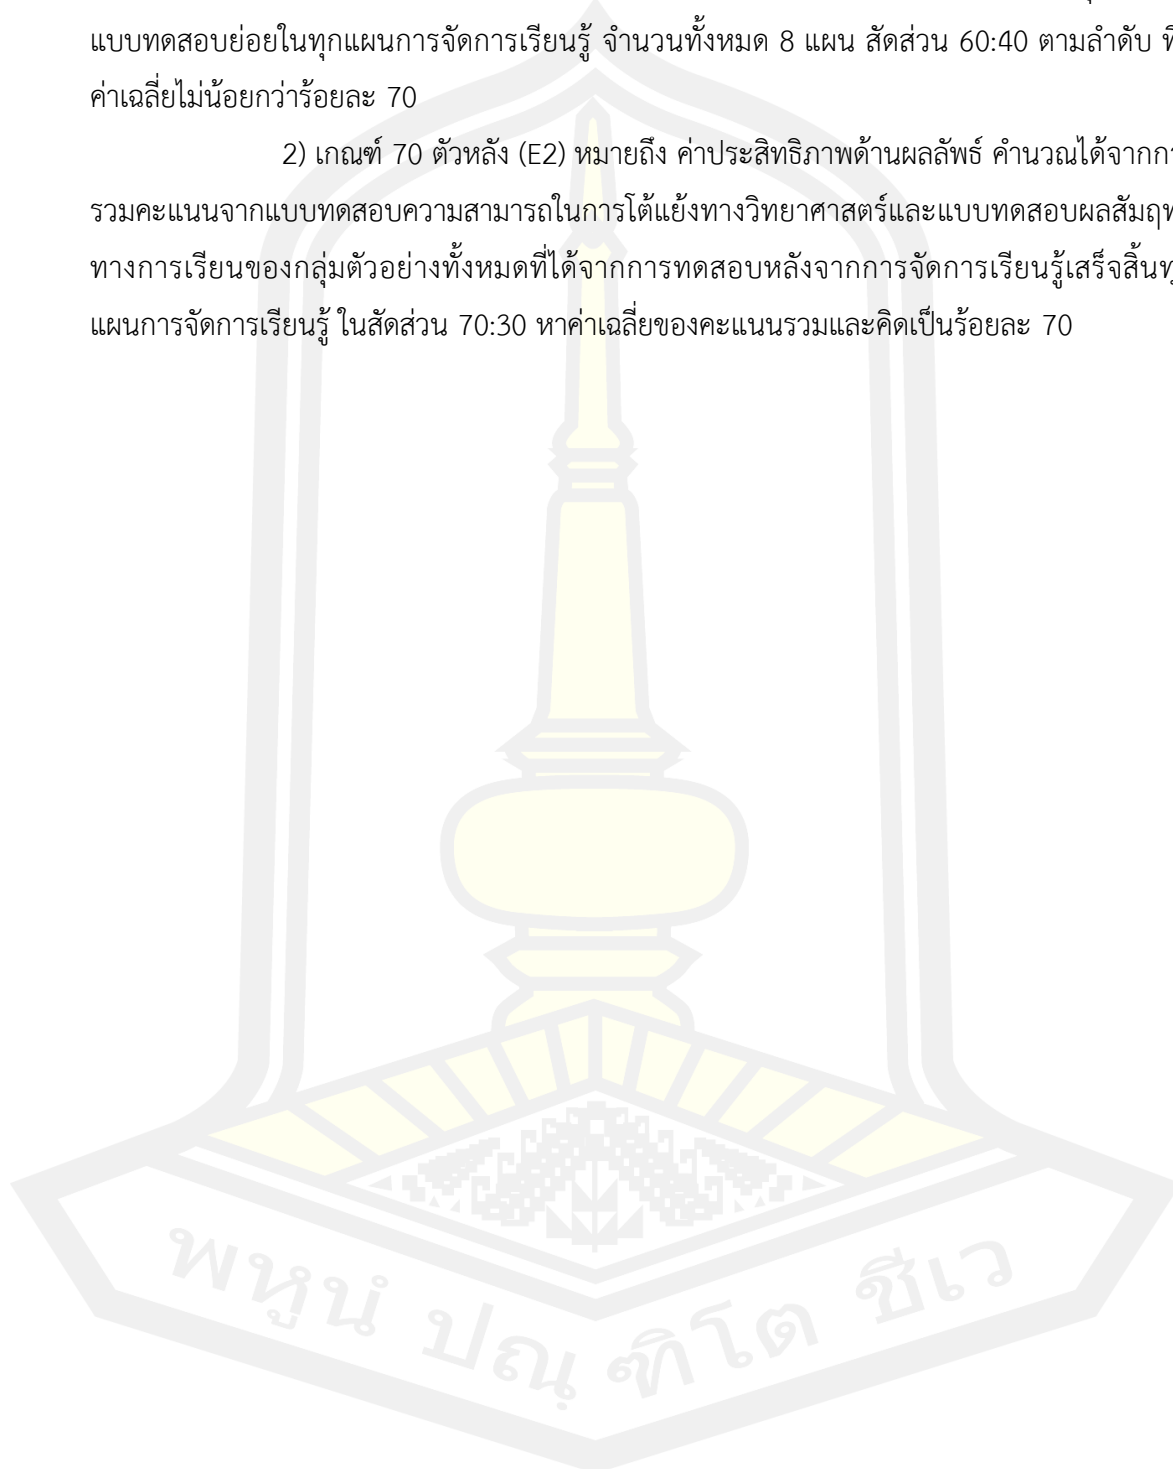 แบบทดสอบย่อยในทุกแผนการจัดการเรียนรู้ จำนวนทั้งหมด 8 แผน สัดส่วน 60:40 ตามลำดับ
ค่าเฉลี่ยไม่น้อยกว่าร้อยละ 70
2) เกณฑ์ 70 ตัวหลัง (E2) หมายถึง ค่าประสิทธิภาพด้านผลลัพธ์ คำนวณได้จาก
รวมคะแนนจากแบบทดสอบความสามารถในการโต้แย้งทางวิทยาศาสตร์และแบบทดสอบ
ทางการเรียนของกลุ่มตัวอย่างทั้งหมดที่ได้จากการทดสอบหลังจากการจัดการเรียนรู้เสร็จสิ้น
แผนการจัดการเรียนรู้ ในสัดส่วน 70:30 หาค่าเฉลี่ยของคะแนนรวมและคิดเป็นร้อยละ 70
พหูนํ ปณฺฑิโต ชีเว